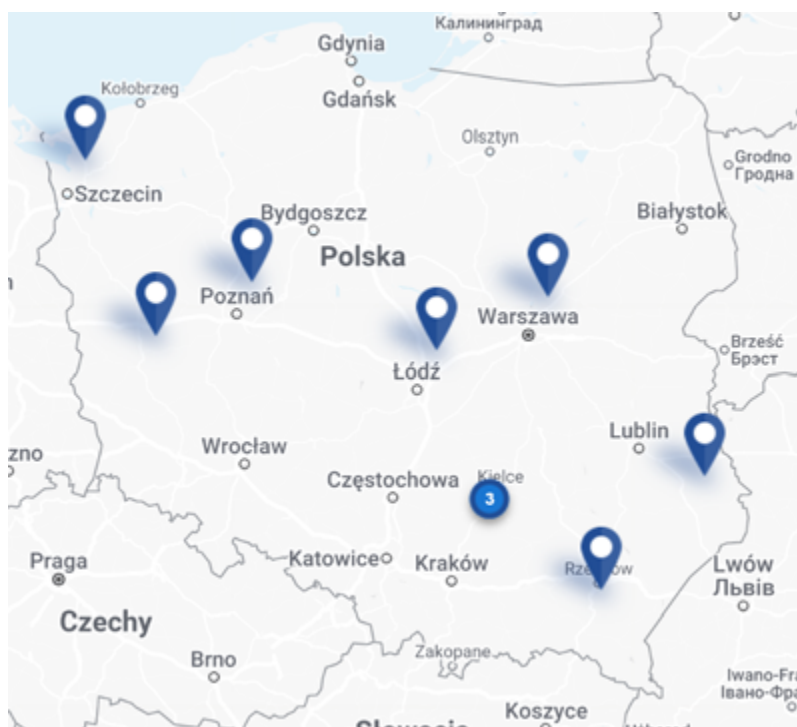 Калининград
Gdynia
Kołobrzeg
Gdańsk
Olsztyn
Grodno
Гродна
Szczecin
Bydgoszcz
Białystok
Polska
Poznań
Warszawa
Brześć
Брэст
Łódź
Lublin
Wrocław
zno
Częstochowa
Kielce
3
Praga
Katowice
Kraków
Lwów
Львів
Czechy
Brno
Zakopane
Iwano-Fra
Івано-Фра
Koszyce